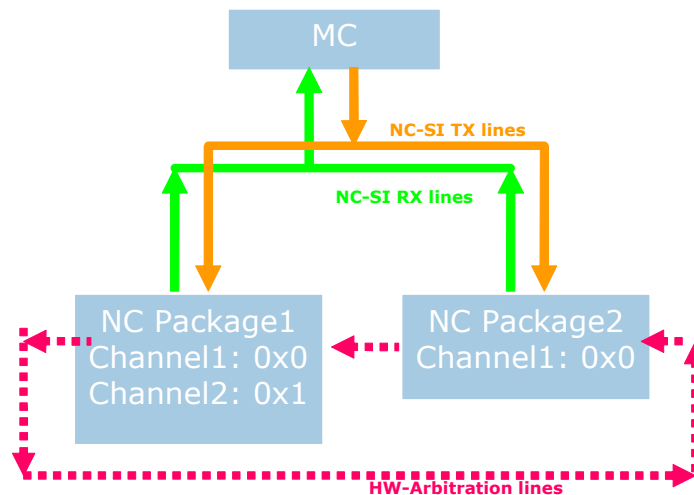 MC
NC-SI TX lines
NC-SI RX lines
NC Package1
Channel1: 0x0
Channel2: 0x1
NC Package2
Channel1: 0x0
HW-Arbitration lines